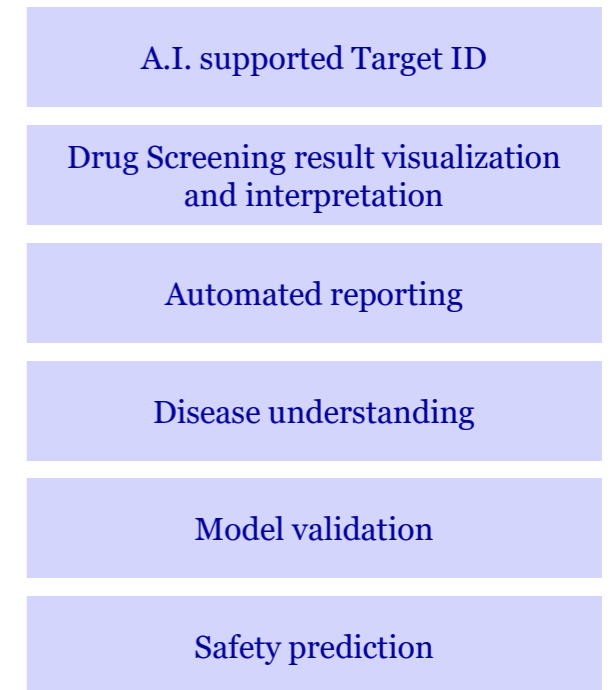 A.I. supported Target ID
Drug Screening result visualization
and interpretation
Automated reporting
Disease understanding
Model validation
Safety prediction